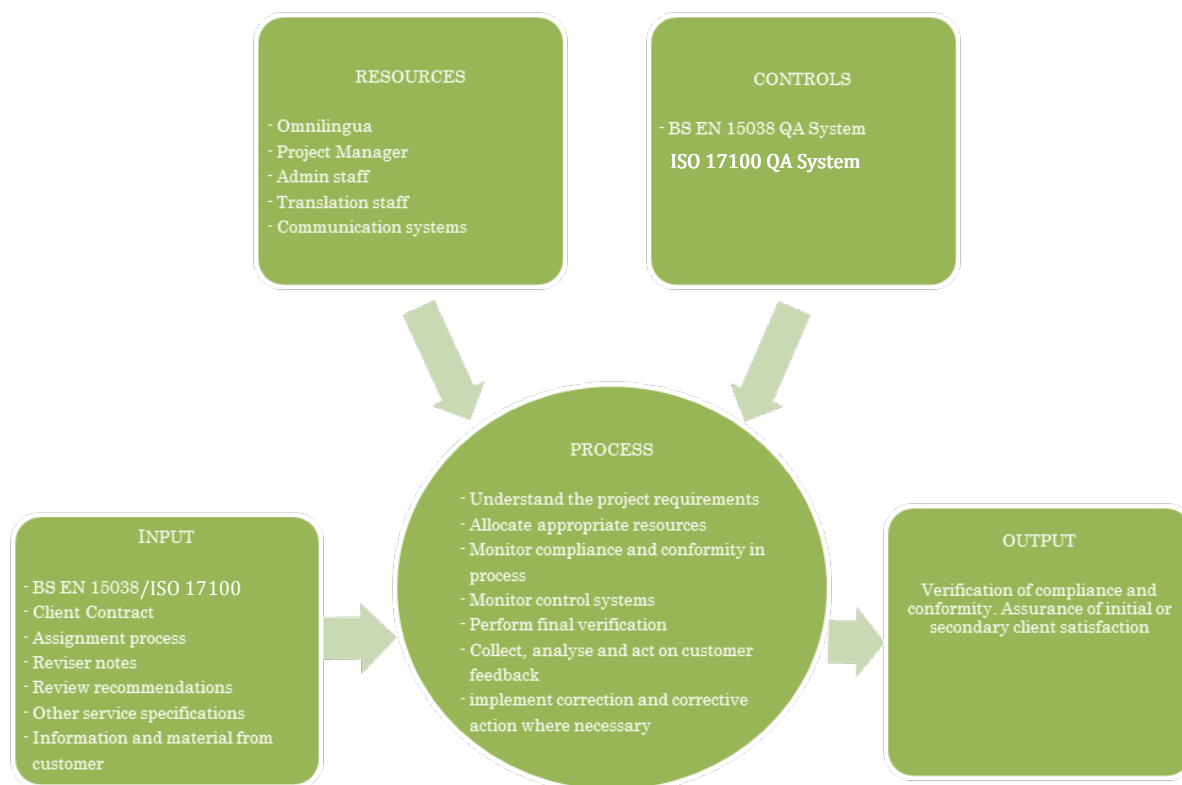 RESOURCES
- Omnilingua
- Project Manager
- Admin staff
- Translation staff
- Communication systems
CONTROLS
- BS EN 15038 QA System
ISO 17100 QA System
PROCESS
- Understand the project requirements
- Allocate appropriate resources
- Monitor compliance and conformity in
process
- Monitor control systems
- Perform final verification
- Collect, analyse and act on customer
feedback
- implement correction and corrective
action where necessary
INPUT
- BS EN 15038/ISO 17100
- Client Contract
- Assignment process
- Reviser notes
- Review recommendations
- Other service specifications
- Information and material from
customer
OUTPUT
Verification of compliance and
conformity. Assurance of initial or
secondary client satisfaction